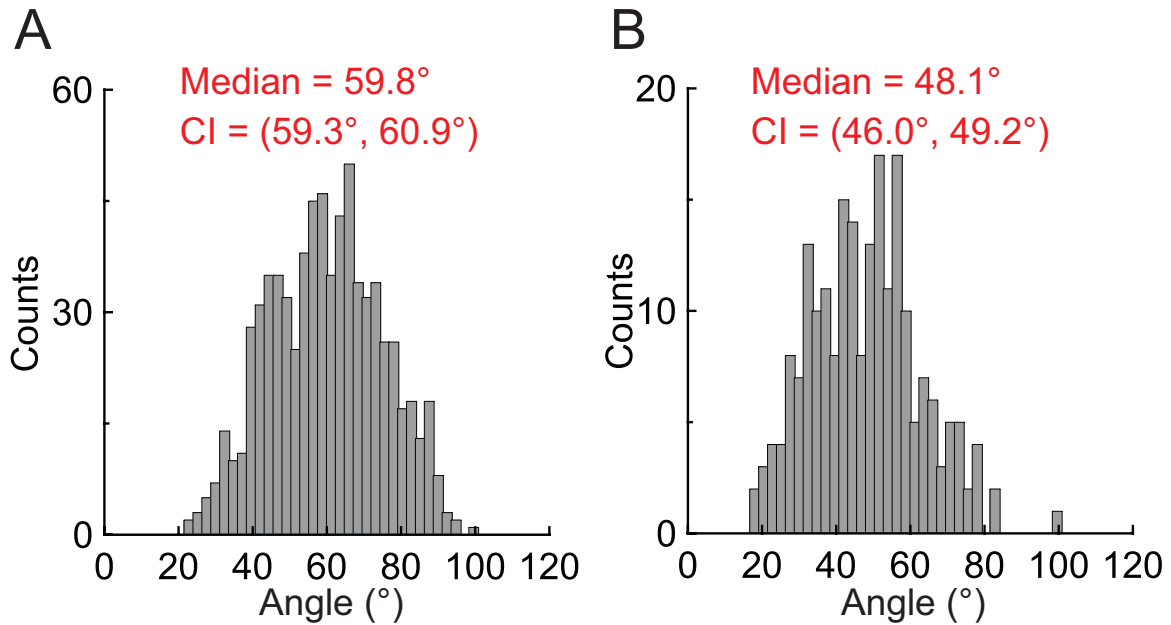 A
Median = 59.8°
CI = (59.3°, 60.9°)
60
30
0
Counts
0 20 40 60 80 100 120
Angle (°)
B
Median = 48.1°
CI = (46.0°, 49.2°)
20
10
0
Counts
0 20 40 60 80 100 120
Angle (°)